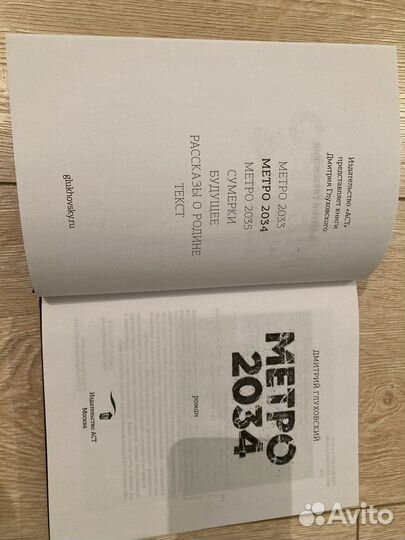 Издательство «АСТ»
представляет книги
Дмитрия Глуховского:
МЕТРО 2033
МЕТРО 2034
МЕТРО 2035
СУМЕРКИ
БУДУЩЕЕ
РАССКАЗЫ О РОДИНЕ
ТЕКСТ
glukhovsky.ru
ДМИТРИЙ ГЛУХОВСКИЙ
МЕТРО
2034
роман
Издательство АСТ
Москва
Avito